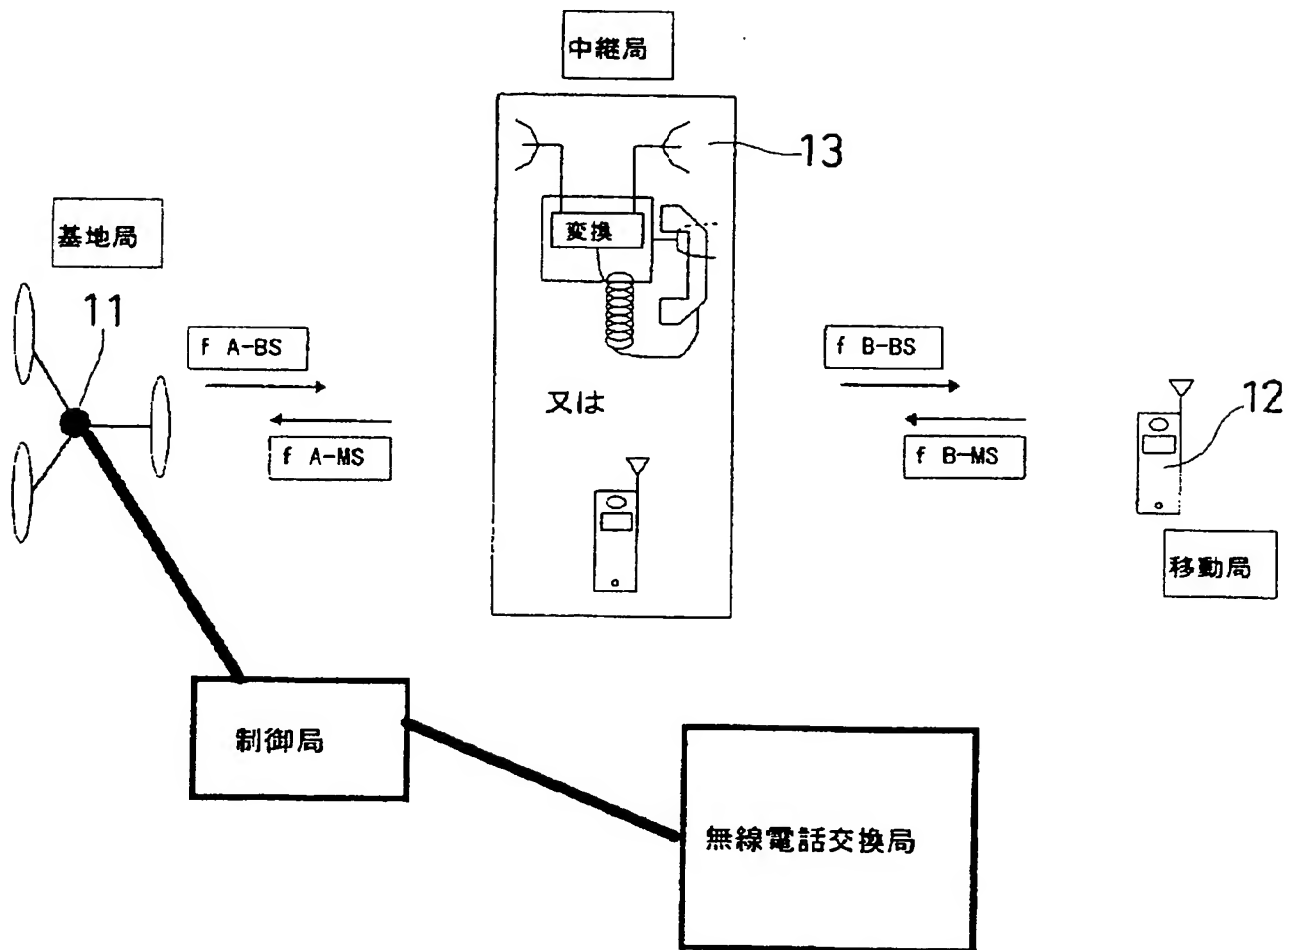 中継局
13
変換
基地局
11
f A-BS
f A-MS
又は
f B-BS
f B-MS
12
移動局
制御局
無線電話交換局